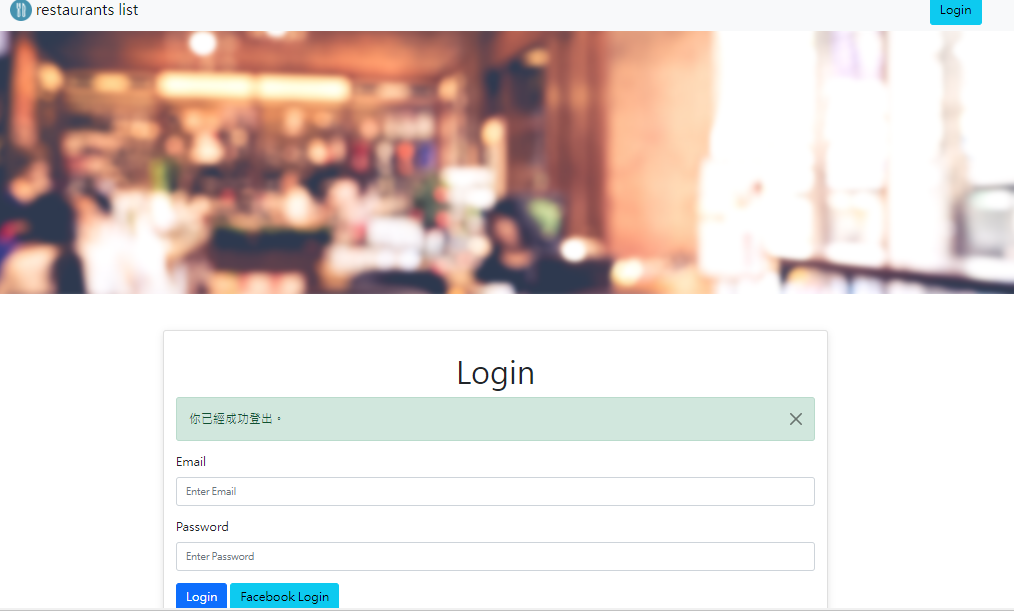 restaurants list
Login
Login
你已經成功登出。
Email
Enter Email
Password
Enter Password
Login
Facebook Login